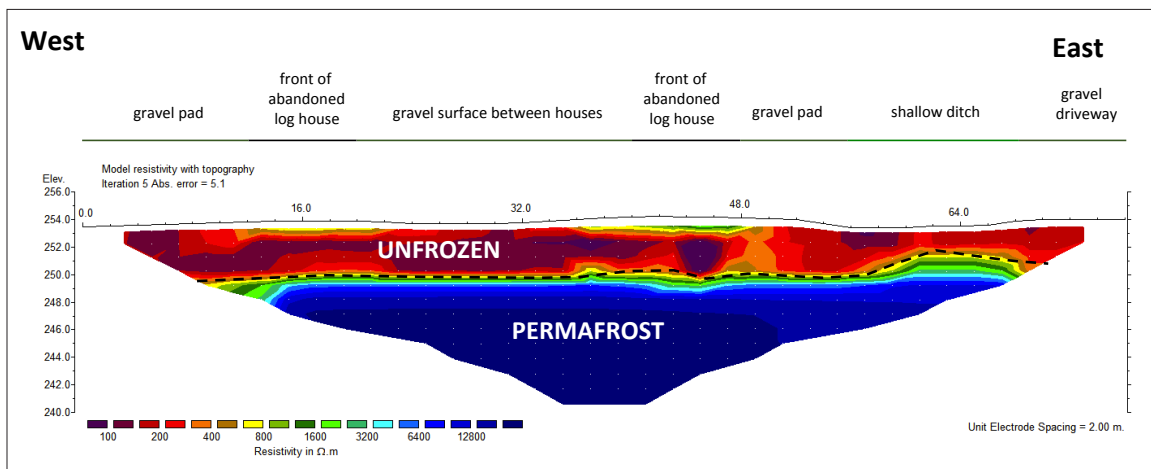 West
East
gravel pad
front of
abandoned
log house
gravel surface between houses
front of
abandoned
log house
gravel pad
shallow ditch
gravel
driveway
Model resistivity with topography
Iteration 5 Abs. error = 5.1
Elev.
256.0
254.0
252.0
250.0
248.0
246.0
244.0
242.0
240.0
0.0
16.0
32.0
48.0
64.0
UNFROZEN
PERMAFROST
100 200 400 800 1600 3200 6400 12800
Resistivity in Ω.m
Unit Electrode Spacing = 2.00 m.